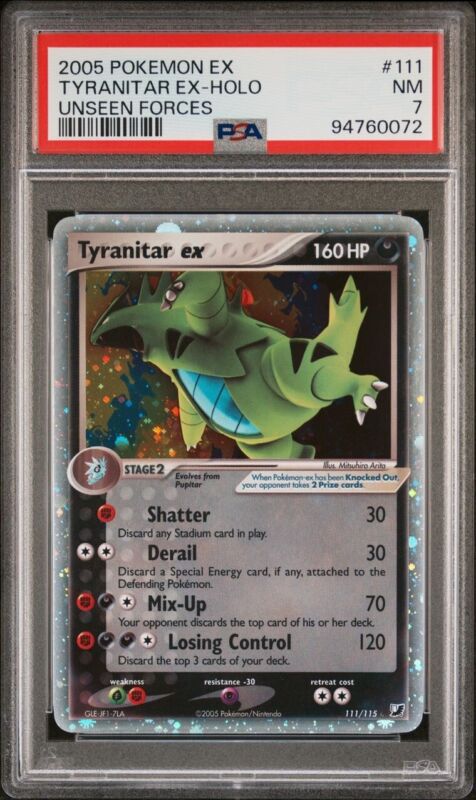 2005 POKEMON EX #111
TYRANITAR EX-HOLO NM
UNSEEN FORCES 7
PSA 94760072
Tyranitar ex 160 HP
Illus. Mitsuhiro Arita
STAGE 2
Evolves from
Pupitar
When Pokémon-ex has been Knocked Out,
your opponent takes 2 Prize cards.
Shatter 30
Discard any Stadium card in play.
Derail 30
Discard a Special Energy card, if any, attached to the
Defending Pokémon.
Mix-Up 70
Your opponent discards the top card of his or her deck.
Losing Control 120
Discard the top 3 cards of your deck.
weakness resistance -30 retreat cost
GLE-JF1-7LA ©2005 Pokémon/Nintendo 111/115
PSA